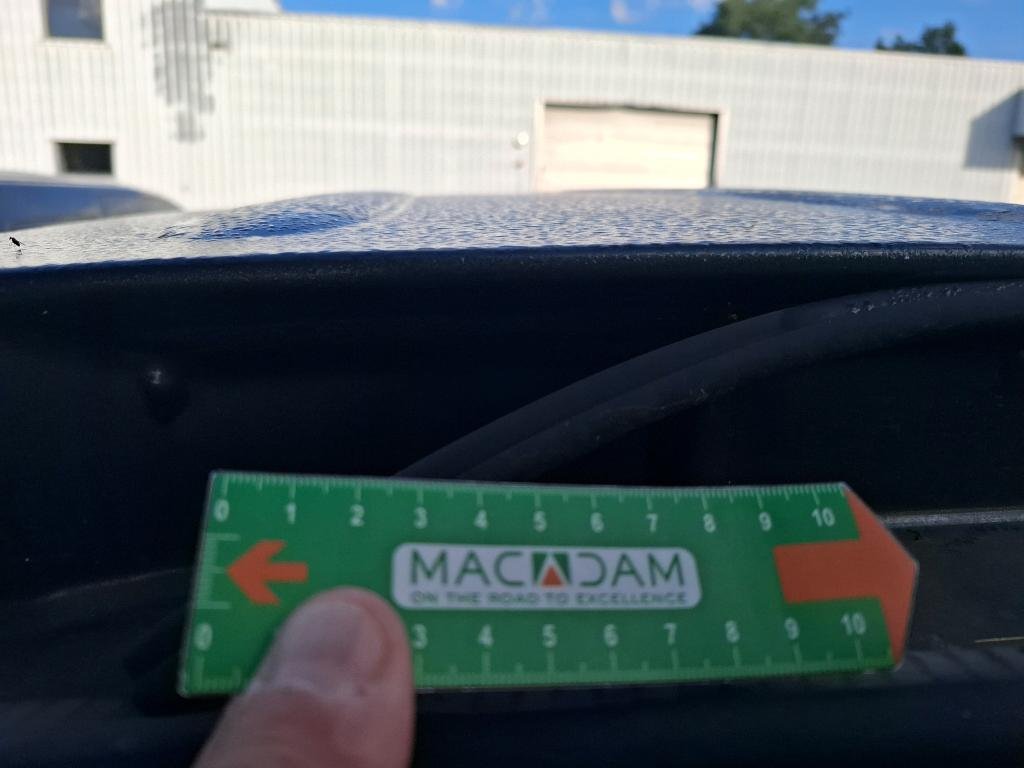 0 1 2 3 4 5 6 7 8 9 10
MACADAM
ON THE ROAD TO EXCELLENCE
0 3 4 5 6 7 8 9 10